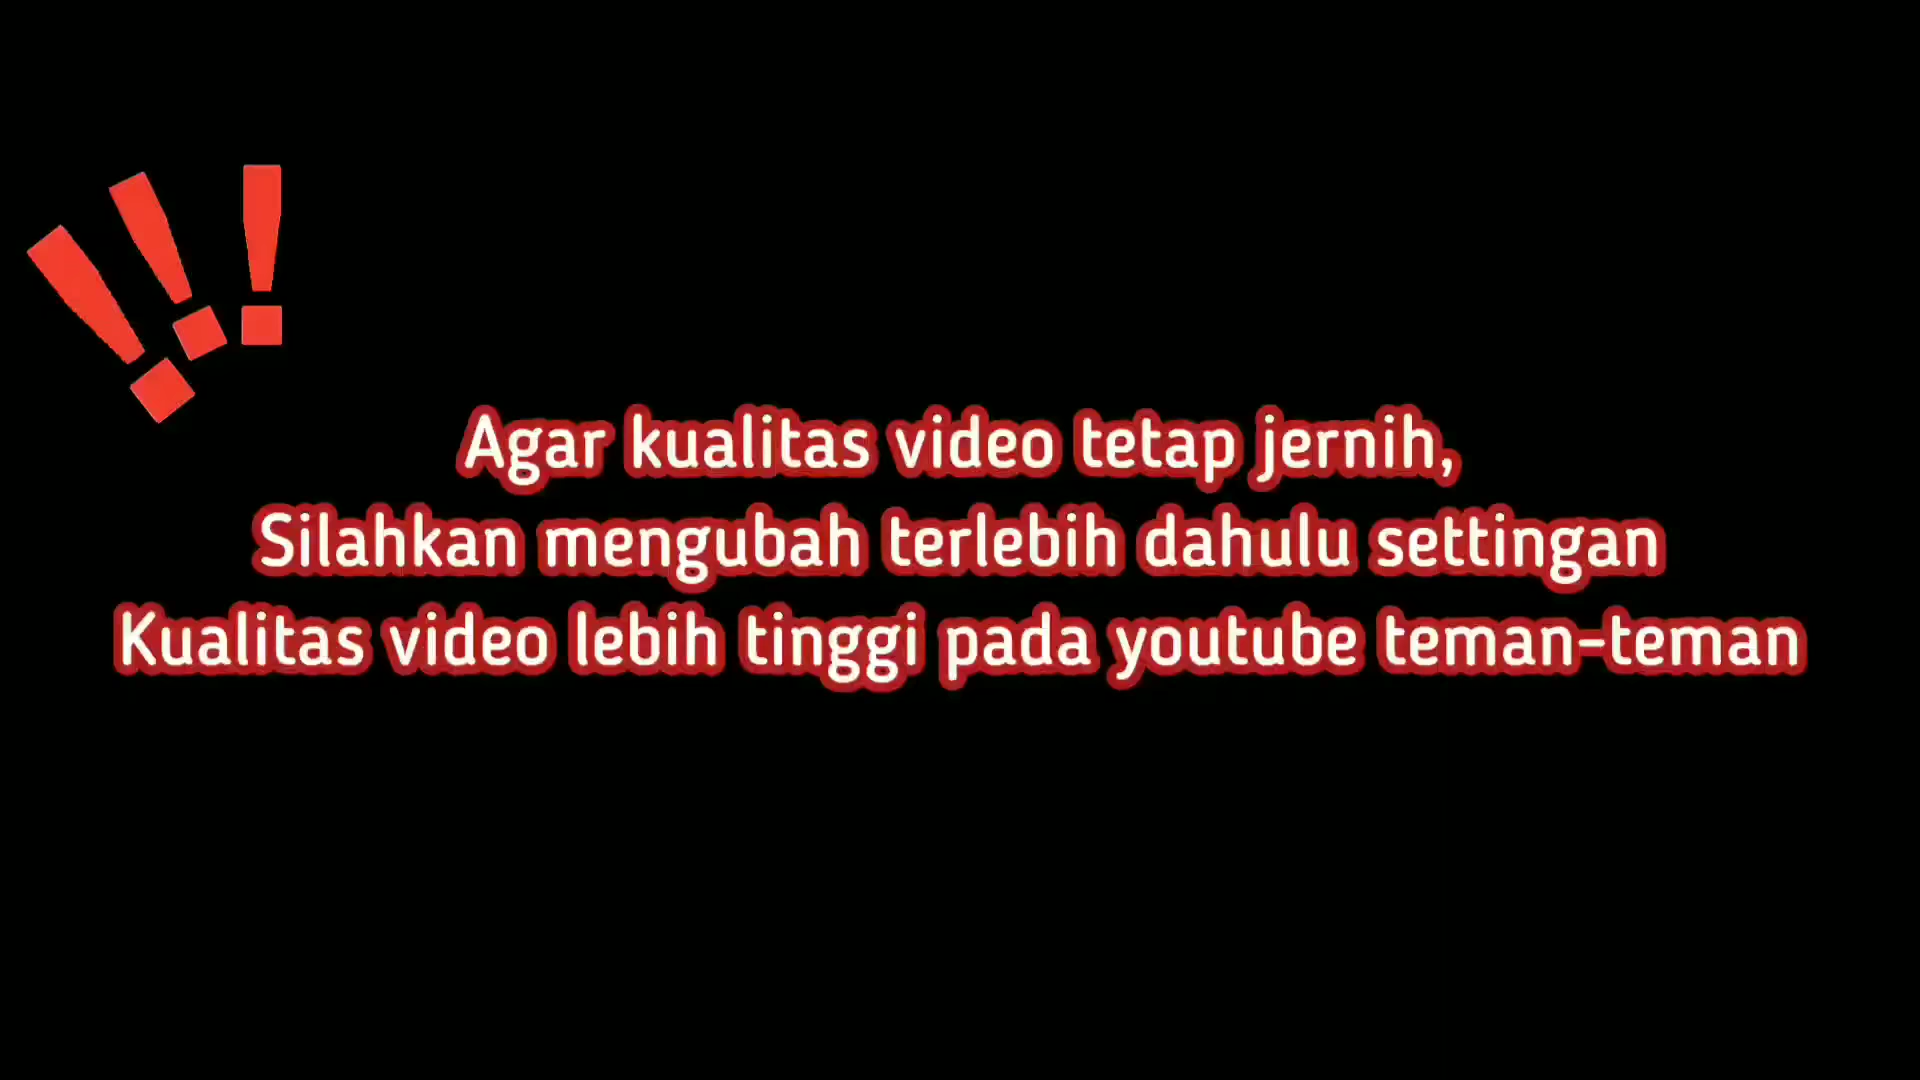 Agar kualitas video tetap jernih,
Silahkan mengubah terlebih dahulu settingan
Kualitas video lebih tinggi pada youtube teman-teman